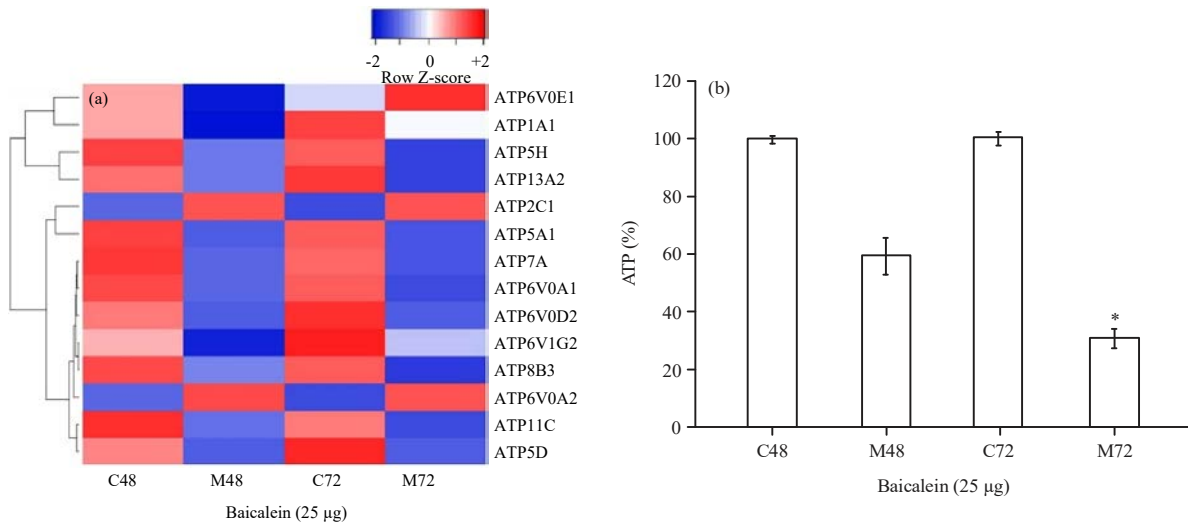 -2 0 +2
Row Z-score
(a)
ATP6V0E1
ATP1A1
ATP5H
ATP13A2
ATP2C1
ATP5A1
ATP7A
ATP6V0A1
ATP6V0D2
ATP6V1G2
ATP8B3
ATP6V0A2
ATP11C
ATP5D
C48 M48 C72 M72
Baicalein (25 µg)
(b)
ATP (%)
120
100
80
60
40
20
0
*
C48 M48 C72 M72
Baicalein (25 µg)